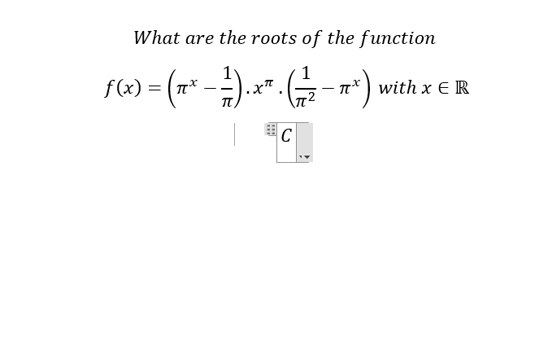 What are the roots of the function
f(x) = (π^x − 1/π) . x^π . (1/π^2 − π^x) with x ∈ ℝ
C